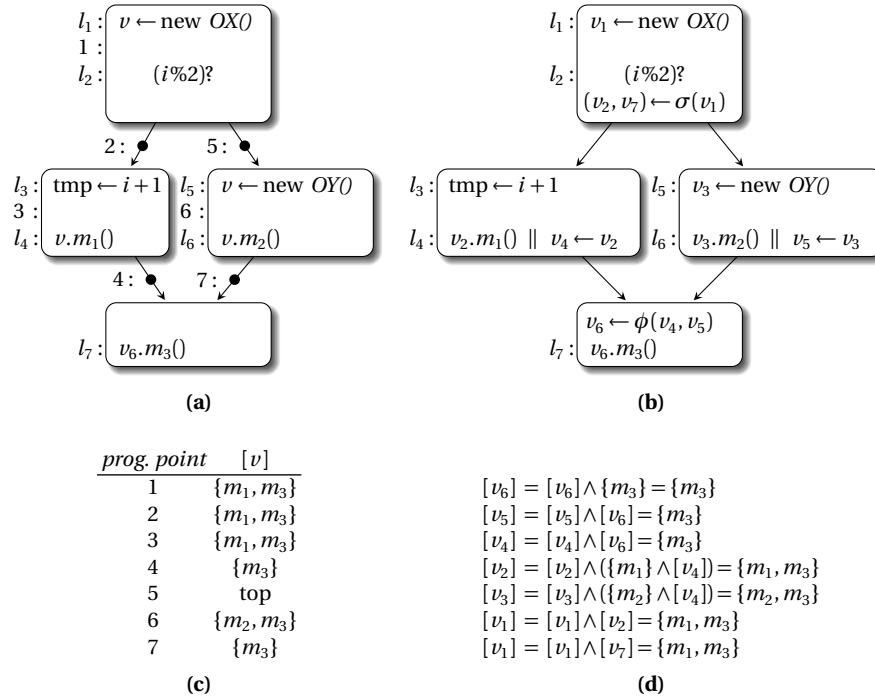 l₁ : v ← new OX()
1 :
l₂ : (i%2)?
2 : 5 :
l₃ : tmp ← i + 1
3 :
l₄ : v.m₁()
l₅ : v ← new OY()
6 :
l₆ : v.m₂()
4 : 7 :
l₇ : v₆.m₃()
(a)
l₁ : v₁ ← new OX()
l₂ : (i%2)?
(v₂, v₇) ← σ(v₁)
l₃ : tmp ← i + 1
l₄ : v₂.m₁() || v₄ ← v₂
l₅ : v₃ ← new OY()
l₆ : v₃.m₂() || v₅ ← v₃
v₆ ← ϕ(v₄, v₅)
l₇ : v₆.m₃()
(b)
prog. point [v]
1 {m₁, m₃}
2 {m₁, m₃}
3 {m₁, m₃}
4 {m₃}
5 top
6 {m₂, m₃}
7 {m₃}
(c)
[v₆] = [v₆] ∧ {m₃} = {m₃}
[v₅] = [v₅] ∧ [v₆] = {m₃}
[v₄] = [v₄] ∧ [v₆] = {m₃}
[v₂] = [v₂] ∧ ({m₁} ∧ [v₄]) = {m₁, m₃}
[v₃] = [v₃] ∧ ({m₂} ∧ [v₄]) = {m₂, m₃}
[v₁] = [v₁] ∧ [v₂] = {m₁, m₃}
[v₁] = [v₁] ∧ [v₇] = {m₁, m₃}
(d)